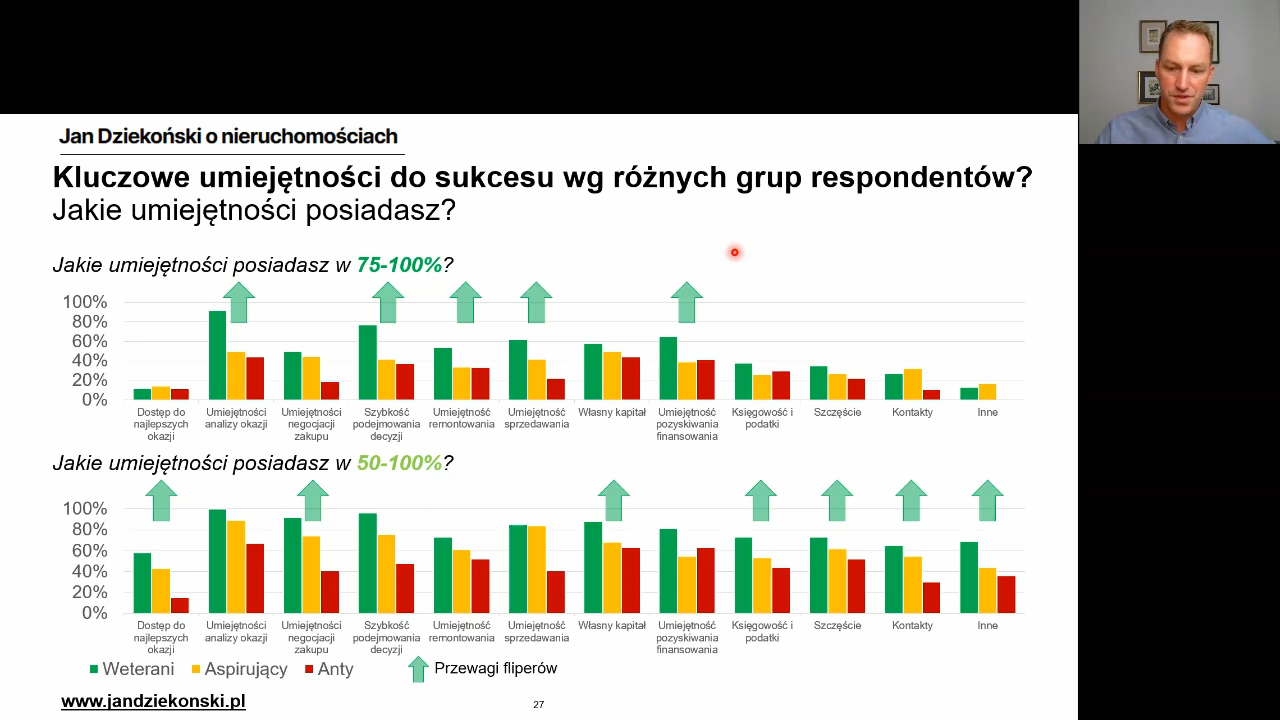 Jan Dziekoński o nieruchomościach
Kluczowe umiejętności do sukcesu wg różnych grup respondentów?
Jakie umiejętności posiadasz?
Jakie umiejętności posiadasz w 75-100%?
100%
80%
60%
40%
20%
0%
Dostęp do najlepszych okazji
Umiejętności analizy okazji
Umiejętności negocjacji zakupu
Szybkość podejmowania decyzji
Umiejętność remontowania
Umiejętność sprzedawania
Własny kapitał
Umiejętność pozyskiwania finansowania
Księgowość i podatki
Szczęście
Kontakty
Inne
Jakie umiejętności posiadasz w 50-100%?
100%
80%
60%
40%
20%
0%
Dostęp do najlepszych okazji
Umiejętności analizy okazji
Umiejętności negocjacji zakupu
Szybkość podejmowania decyzji
Umiejętność remontowania
Umiejętność sprzedawania
Własny kapitał
Umiejętność pozyskiwania finansowania
Księgowość i podatki
Szczęście
Kontakty
Inne
Weterani Aspirujący Anty Przewagi fliperów
www.jandziekonski.pl
27